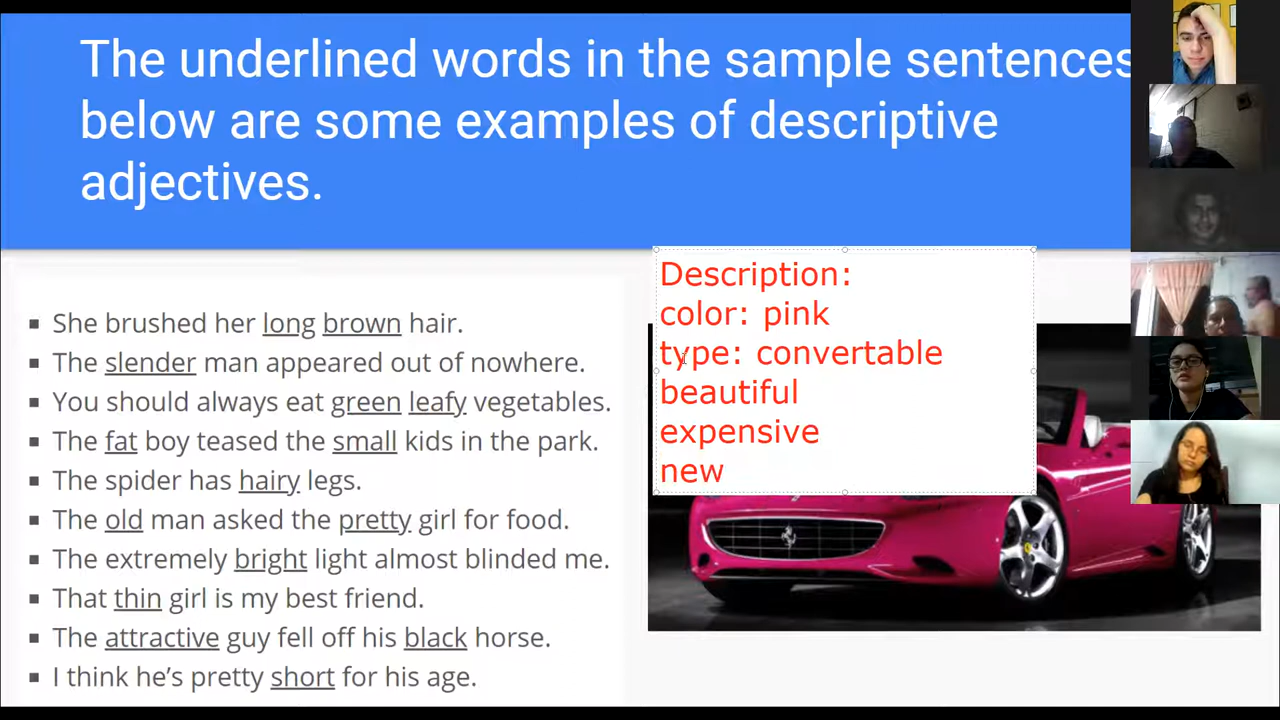 The underlined words in the sample sentences
below are some examples of descriptive
adjectives.
She brushed her long brown hair.
The slender man appeared out of nowhere.
You should always eat green leafy vegetables.
The fat boy teased the small kids in the park.
The spider has hairy legs.
The old man asked the pretty girl for food.
The extremely bright light almost blinded me.
That thin girl is my best friend.
The attractive guy fell off his black horse.
I think he’s pretty short for his age.
Description:
color: pink
type: convertable
beautiful
expensive
new